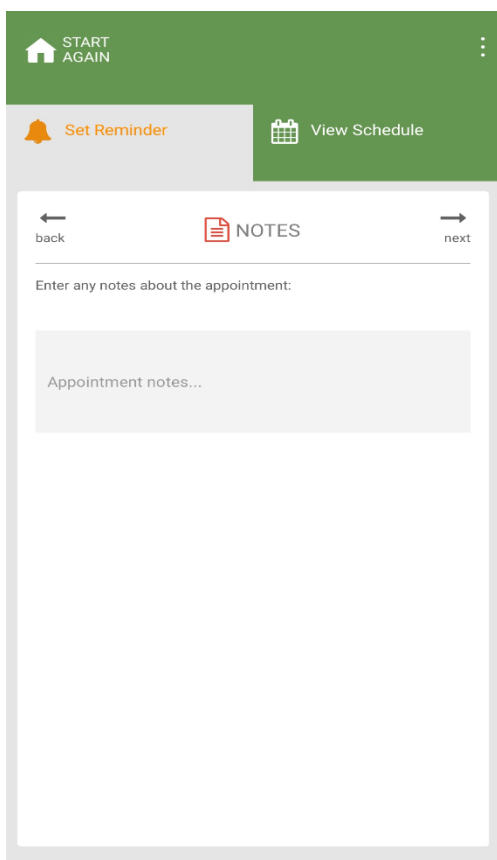 START
AGAIN
Set Reminder
View Schedule
back
NOTES
next
Enter any notes about the appointment:
Appointment notes...